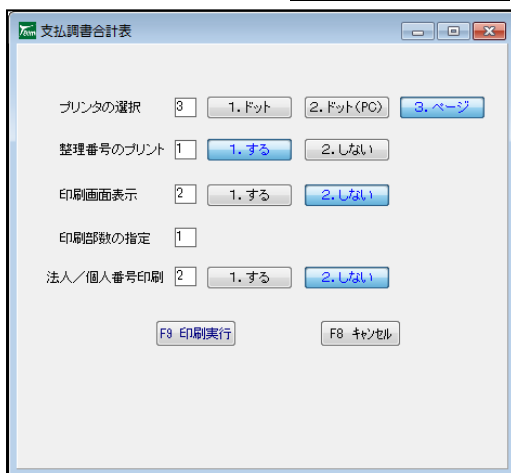 Team 支払調書合計表
プリンタの選択 3 1.ドット 2.ドット(PC) 3.ページ
整理番号のプリント 1 1.する 2.しない
印刷画面表示 2 1.する 2.しない
印刷部数の指定 1
法人/個人番号印刷 2 1.する 2.しない
F9 印刷実行 F8 キャンセル